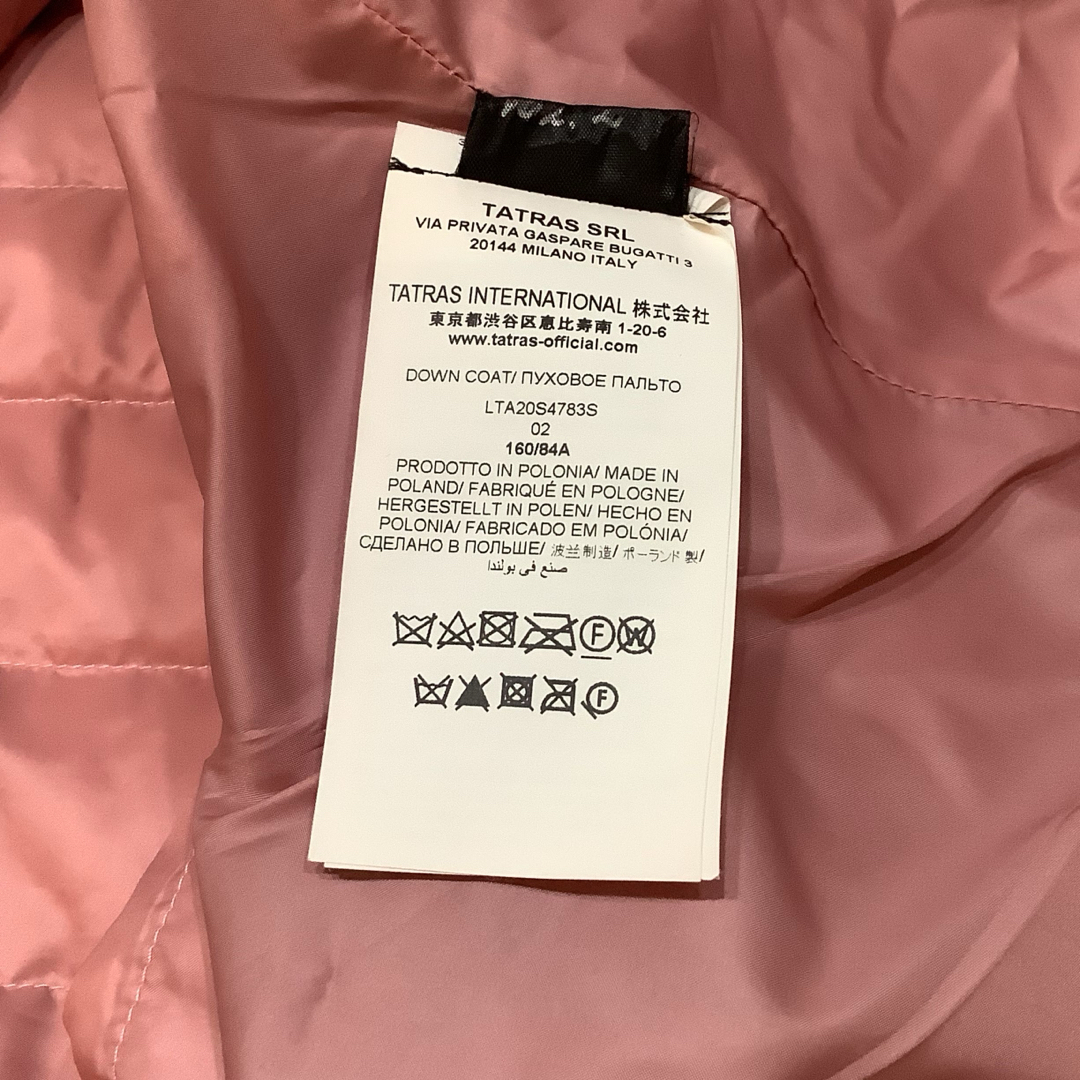 TATRAS SRL
VIA PRIVATA GASPARE BUGATTI 3
20144 MILANO ITALY
TATRAS INTERNATIONAL 株式会社
東京都渋谷区恵比寿南 1-20-6
www.tatras-official.com
DOWN COAT/ ПУХОВОЕ ПАЛЬТО
LTA20S4783S
02
160/84A
PRODOTTO IN POLONIA/ MADE IN
POLAND/ FABRIQUÉ EN POLOGNE/
HERGESTELLT IN POLEN/ HECHO EN
POLONIA/ FABRICADO EM POLÓNIA/
СДЕЛАНО В ПОЛЬШЕ/ 波兰制造/ ポーランド製/
صنع في بولندا
F W
F